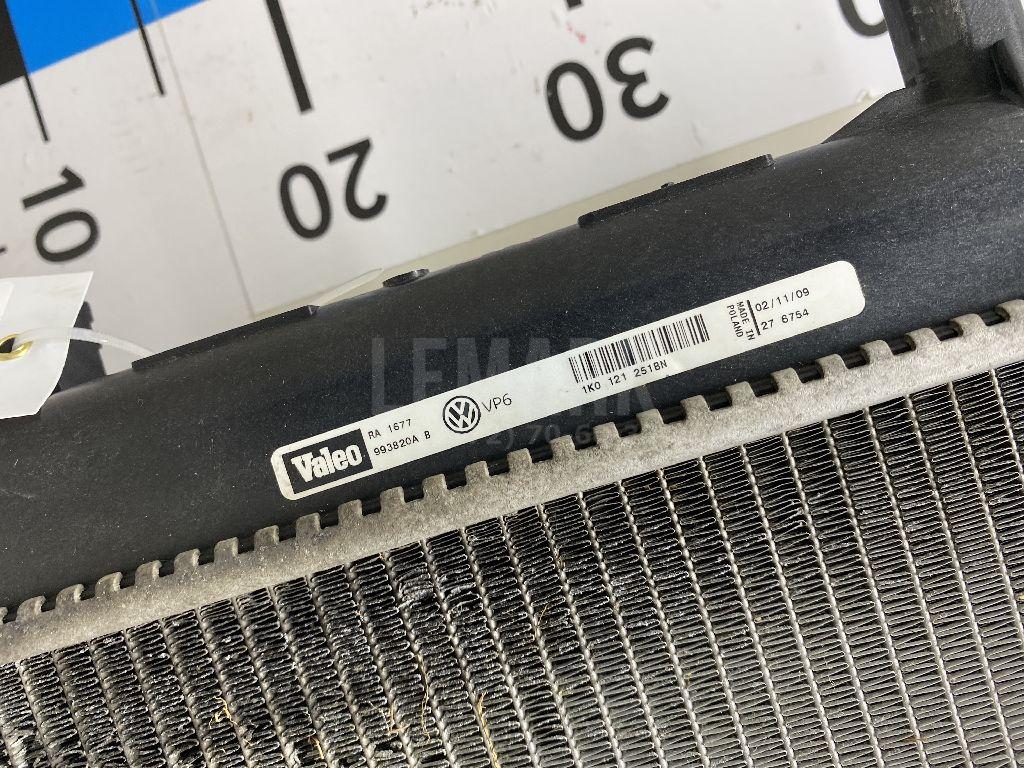 10
20
30
LEMARK
Valeo
RA 1677
993820A B
VP6
1K0 121 251BN
MADE IN
POLAND
02/11/09
27 6754